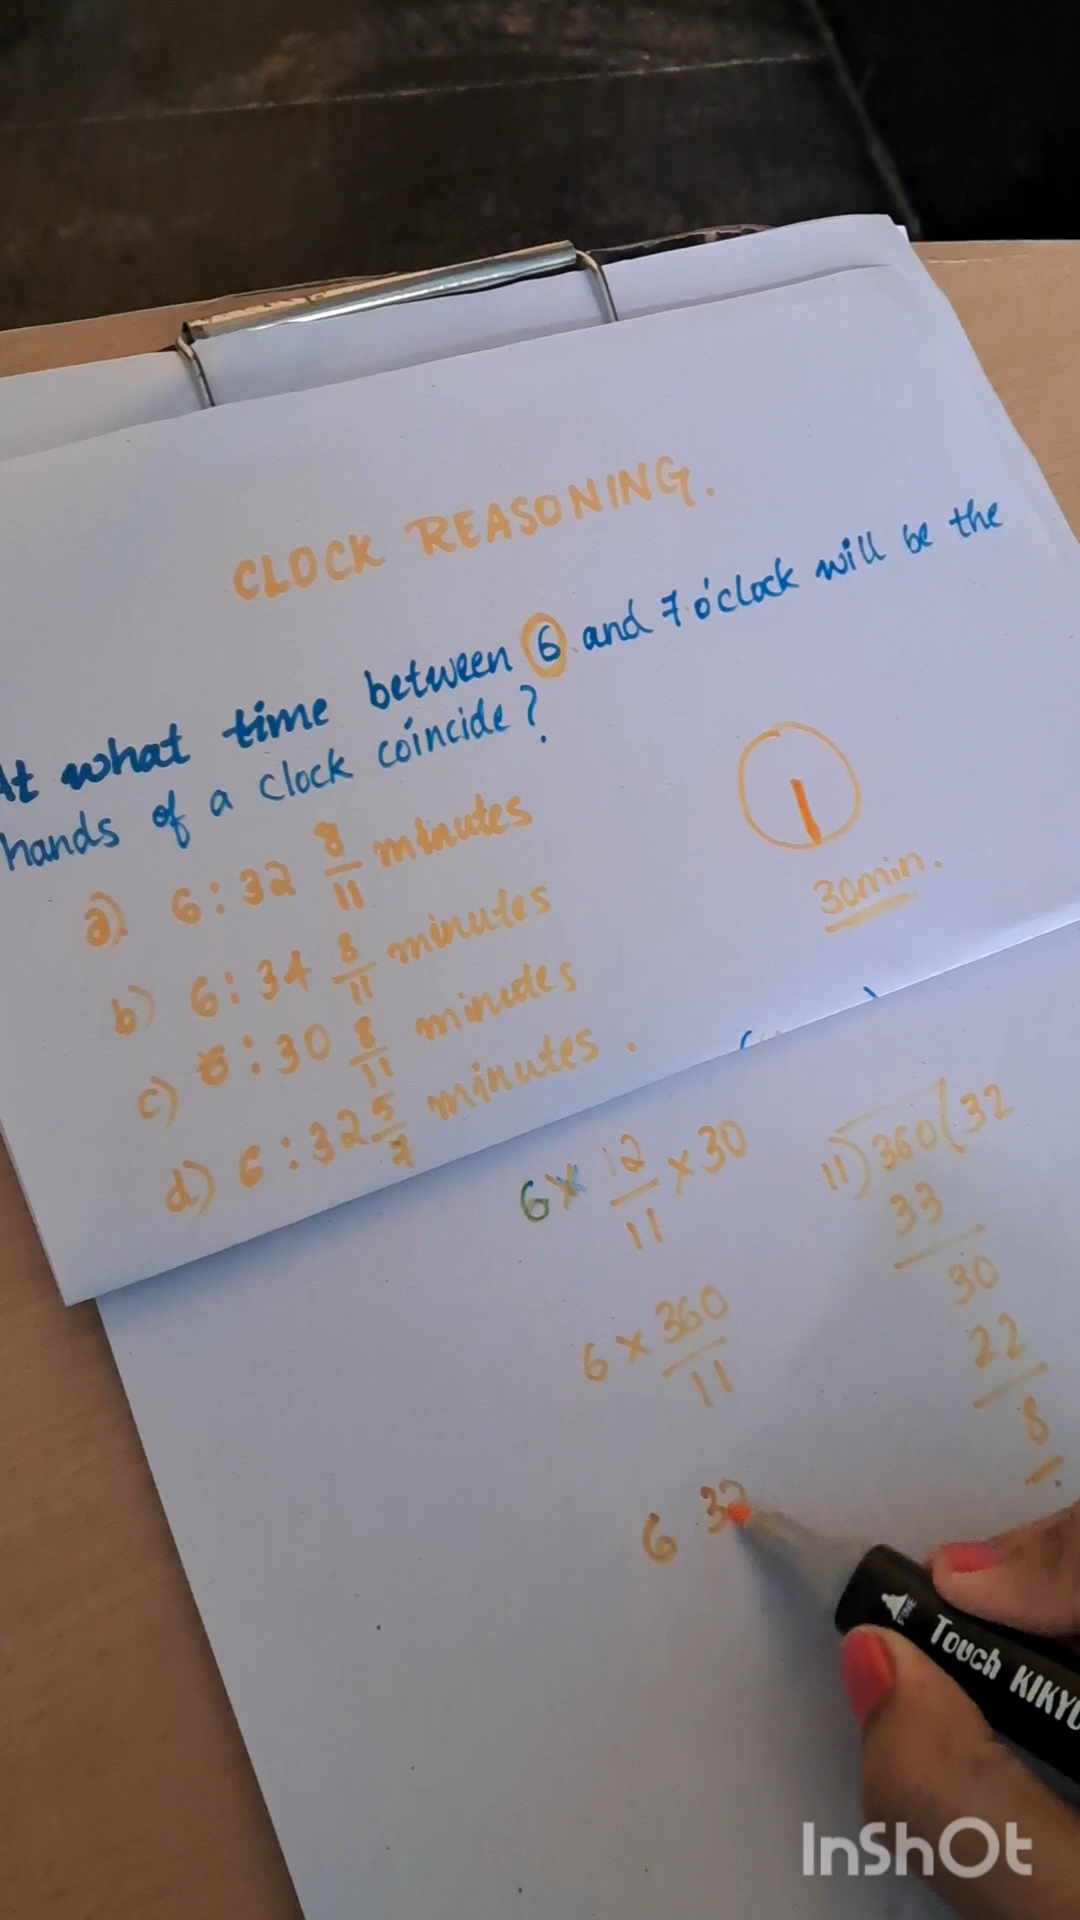 CLOCK REASONING.
At what time between 6 and 7 o'clock will be the
hands of a clock coincide?
a) 6:32 8/11 minutes
b) 6:34 8/11 minutes
c) 6:30 8/11 minutes
d) 6:32 5/7 minutes.
30min.
6 × 12/11 × 30
6 × 360/11
6 32
11)360(32
33
30
22
8
FINE Touch KIKYU
InShOt